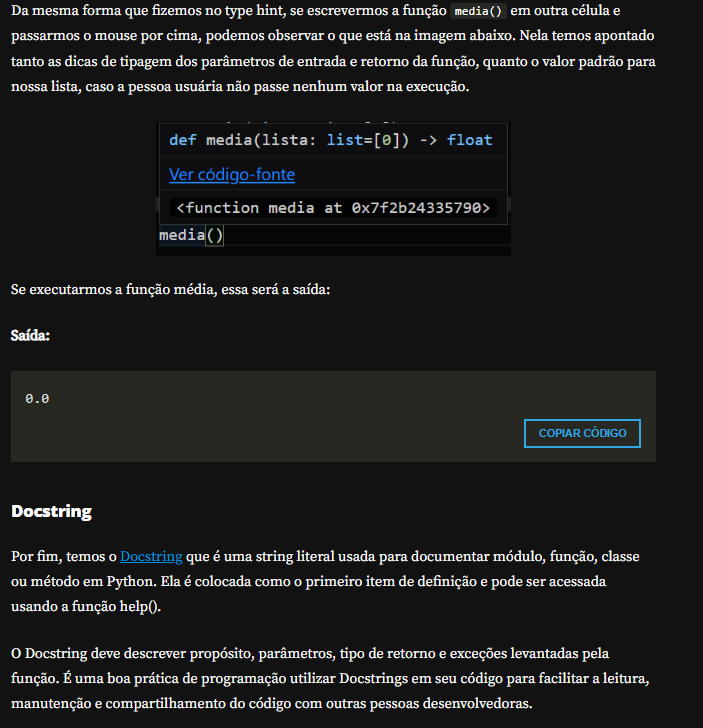 Da mesma forma que fizemos no type hint, se escrevermos a função media() em outra célula e
passarmos o mouse por cima, podemos observar o que está na imagem abaixo. Nela temos apontado
tanto as dicas de tipagem dos parâmetros de entrada e retorno da função, quanto o valor padrão para
nossa lista, caso a pessoa usuária não passe nenhum valor na execução.
def media(lista: list=[0]) -> float
Ver código-fonte
<function media at 0x7f2b24335790>
media()
Se executarmos a função média, essa será a saída:
Saída:
0.0
COPIAR CÓDIGO
Docstring
Por fim, temos o Docstring que é uma string literal usada para documentar módulo, função, classe
ou método em Python. Ela é colocada como o primeiro item de definição e pode ser acessada
usando a função help().
O Docstring deve descrever propósito, parâmetros, tipo de retorno e exceções levantadas pela
função. É uma boa prática de programação utilizar Docstrings em seu código para facilitar a leitura,
manutenção e compartilhamento do código com outras pessoas desenvolvedoras.